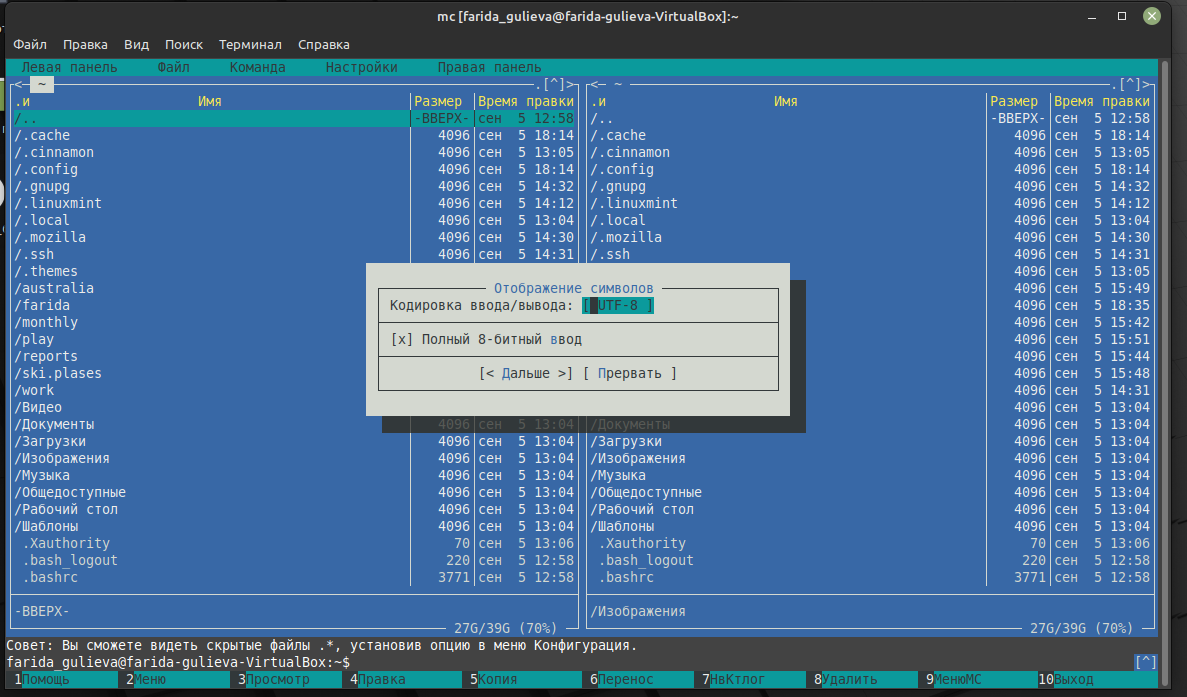 mc [farida_gulieva@farida-gulieva-VirtualBox]:~
Файл Правка Вид Поиск Терминал Справка
Левая панель Файл Команда Настройки Правая панель
<─ ~ .[^]> <─ ~ .[^]>
.и Имя Размер Время правки .и Имя Размер Время правки
/.. -ВВЕРХ- сен 5 12:58 /.. -ВВЕРХ- сен 5 12:58
/.cache 4096 сен 5 18:14 /.cache 4096 сен 5 18:14
/.cinnamon 4096 сен 5 13:05 /.cinnamon 4096 сен 5 13:05
/.config 4096 сен 5 18:14 /.config 4096 сен 5 18:14
/.gnupg 4096 сен 5 14:32 /.gnupg 4096 сен 5 14:32
/.linuxmint 4096 сен 5 14:12 /.linuxmint 4096 сен 5 14:12
/.local 4096 сен 5 13:04 /.local 4096 сен 5 13:04
/.mozilla 4096 сен 5 14:30 /.mozilla 4096 сен 5 14:30
/.ssh 4096 сен 5 14:31 /.ssh 4096 сен 5 14:31
/.themes 4096 сен 5 13:05
/australia Отображение символов 4096 сен 5 15:49
/farida Кодировка ввода/вывода: [ UTF-8 ] 4096 сен 5 18:35
/monthly 4096 сен 5 15:42
/play [x] Полный 8-битный ввод 4096 сен 5 15:51
/reports 4096 сен 5 15:44
/ski.plases [< Дальше >] [ Прервать ] 4096 сен 5 15:48
/work 4096 сен 5 14:31
/Видео 4096 сен 5 13:04
/Документы 4096 сен 5 13:04 /Документы 4096 сен 5 13:04
/Загрузки 4096 сен 5 13:04 /Загрузки 4096 сен 5 13:04
/Изображения 4096 сен 5 13:04 /Изображения 4096 сен 5 13:04
/Музыка 4096 сен 5 13:04 /Музыка 4096 сен 5 13:04
/Общедоступные 4096 сен 5 13:04 /Общедоступные 4096 сен 5 13:04
/Рабочий стол 4096 сен 5 13:04 /Рабочий стол 4096 сен 5 13:04
/Шаблоны 4096 сен 5 13:04 /Шаблоны 4096 сен 5 13:04
.Xauthority 70 сен 5 13:06 .Xauthority 70 сен 5 13:06
.bash_logout 220 сен 5 12:58 .bash_logout 220 сен 5 12:58
.bashrc 3771 сен 5 12:58 .bashrc 3771 сен 5 12:58
-ВВЕРХ- /Изображения
27G/39G (70%) 27G/39G (70%)
Совет: Вы сможете видеть скрытые файлы .*, установив опцию в меню Конфигурация.
farida_gulieva@farida-gulieva-VirtualBox:~$ [^]
1Помощь 2Меню 3Просмотр 4Правка 5Копия 6Перенос 7НвКтлог 8Удалить 9МенюМС 10Выход